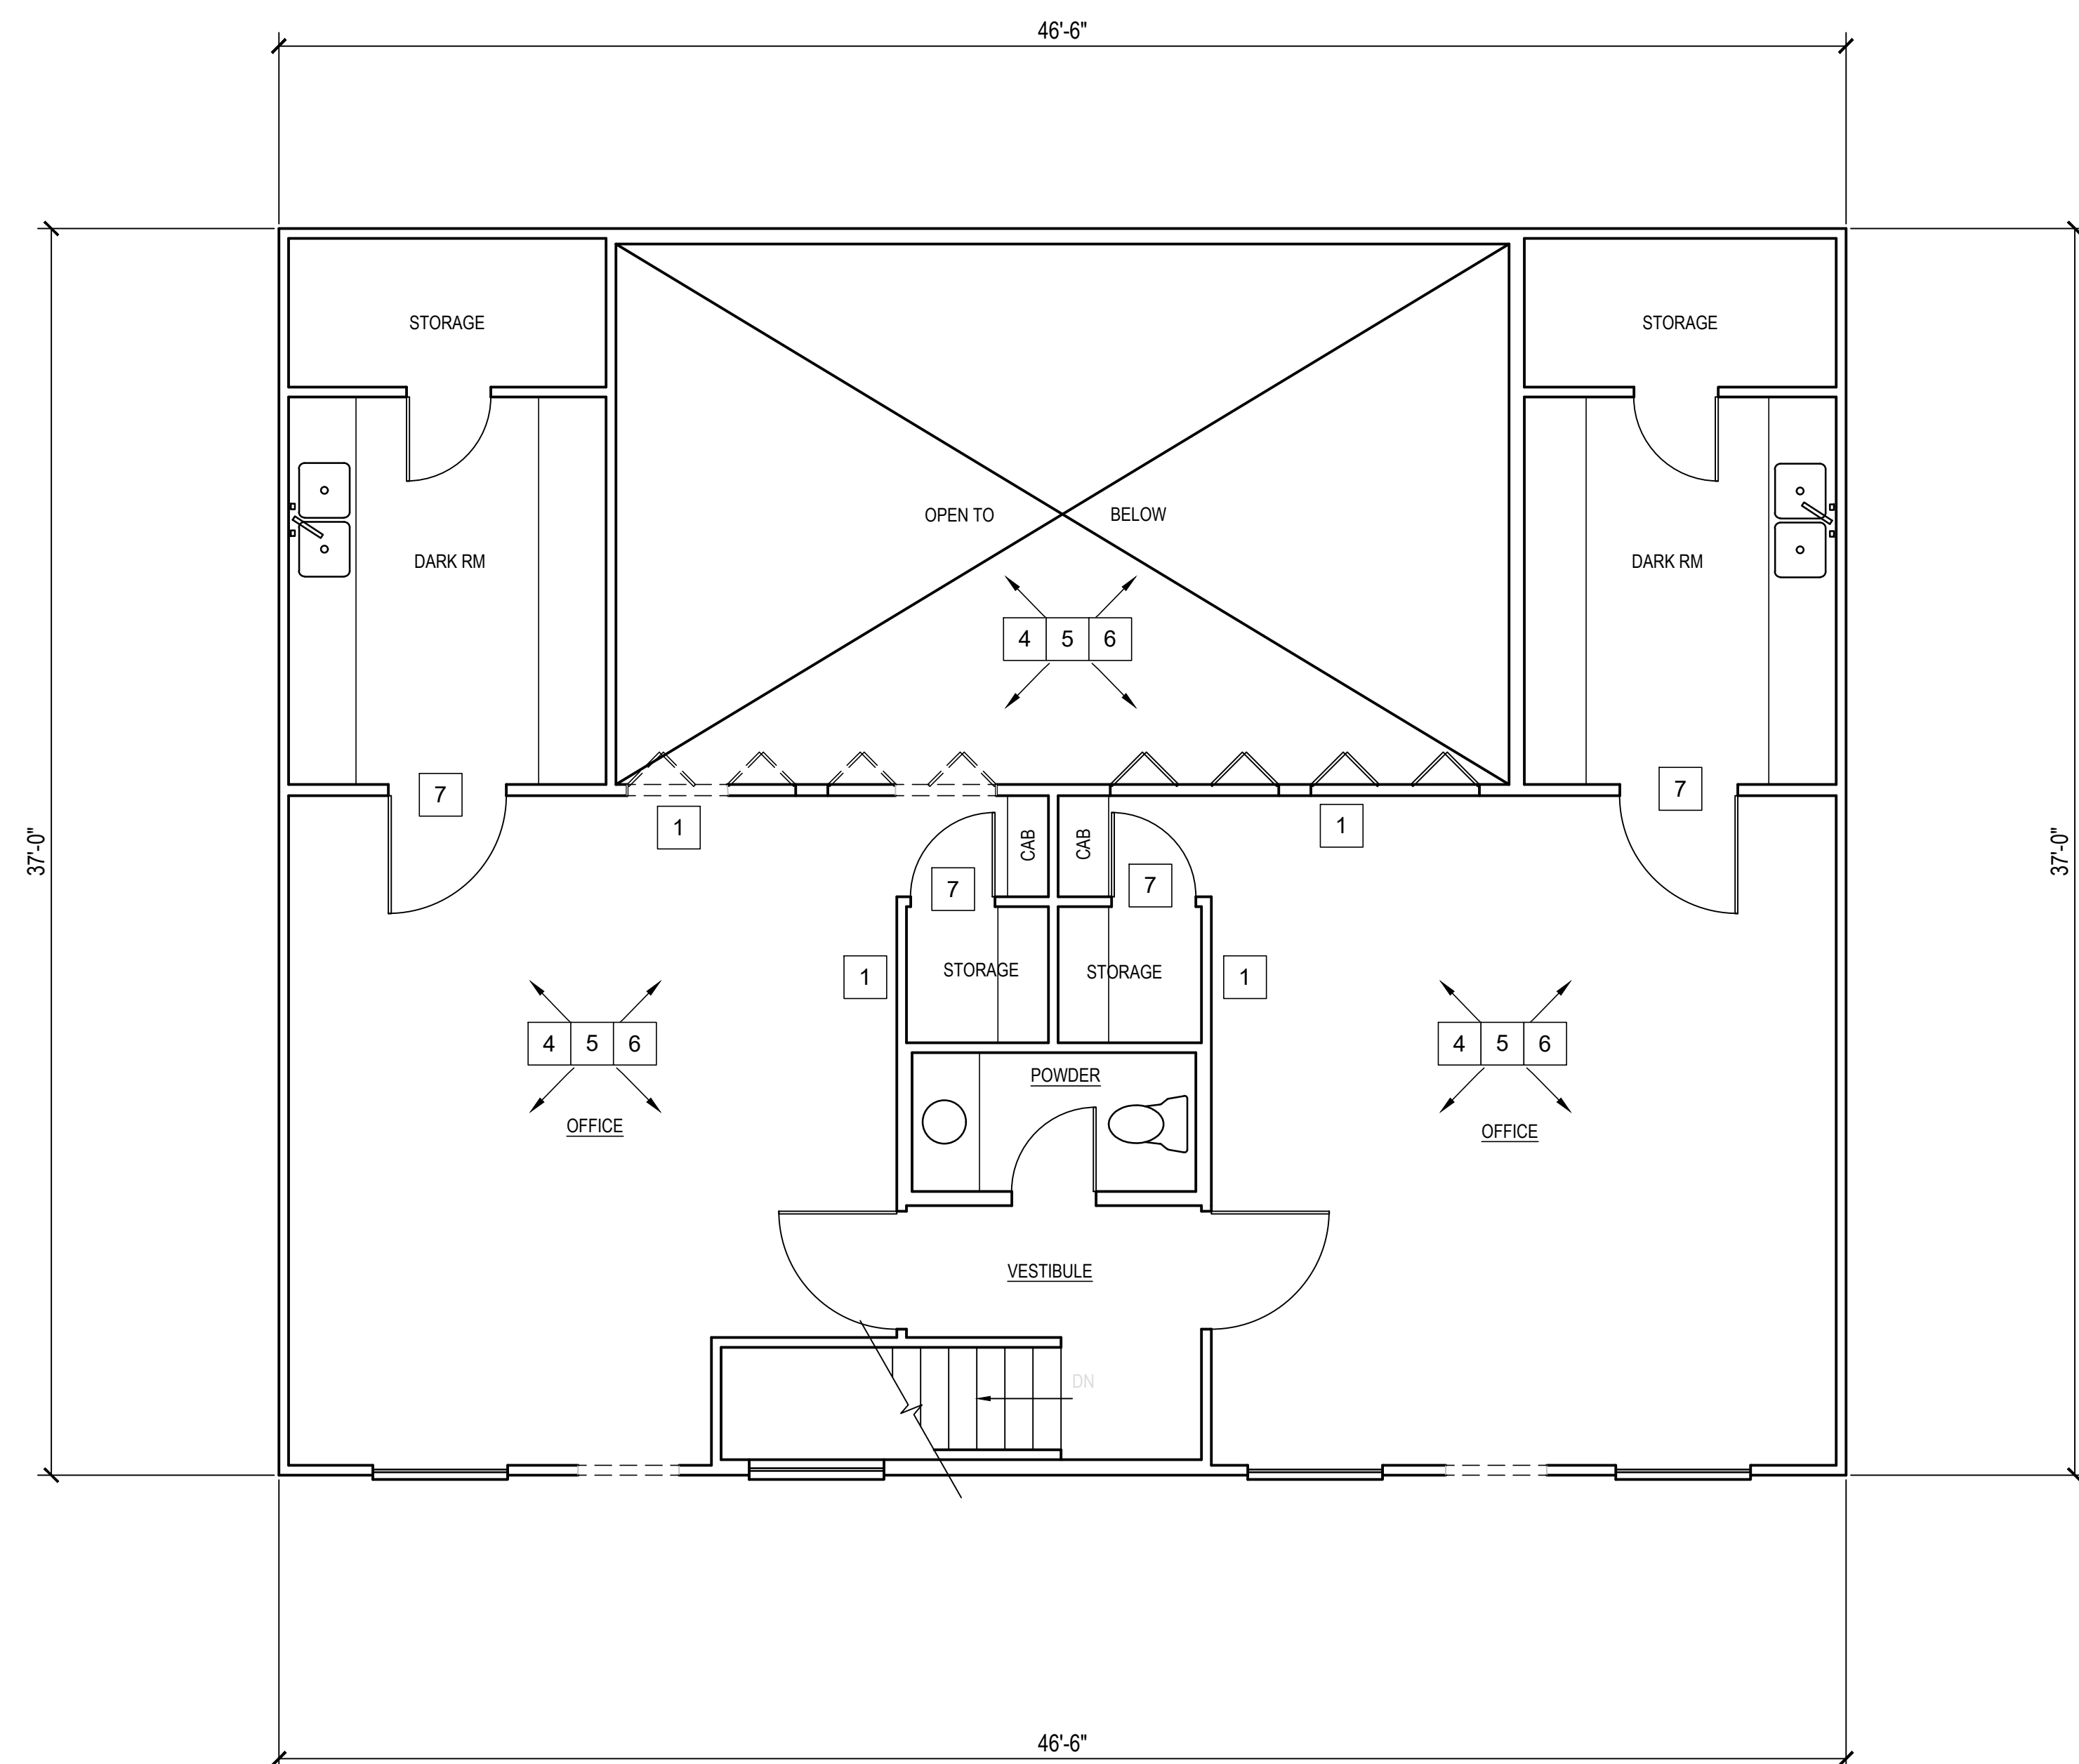 46'-6"
STORAGE
STORAGE
OPEN TO
BELOW
DARK RM
DARK RM
4 5 6
7
7
1
1
CAB
CAB
37'-0"
37'-0"
7
7
STORAGE
STORAGE
1
1
4 5 6
4 5 6
POWDER
OFFICE
OFFICE
VESTIBULE
DN
46'-6"